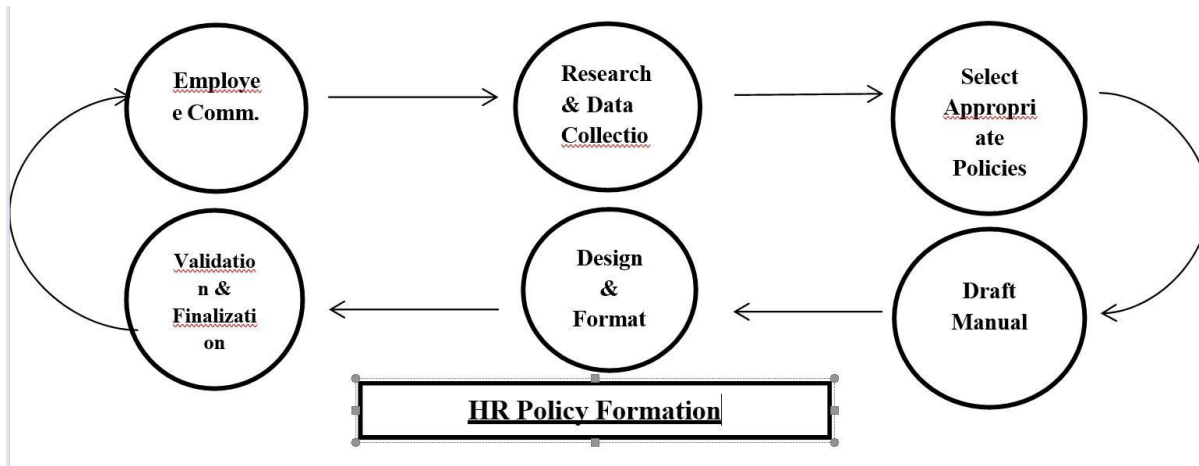 Employe
e Comm.
Research
& Data
Collectio
Select
Appropri
ate
Policies
Validatio
n &
Finalizati
on
Design
&
Format
Draft
Manual
HR Policy Formation